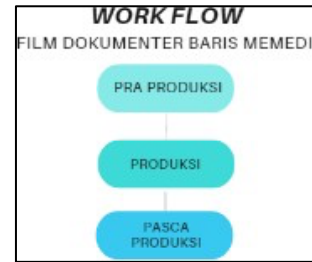 WORK FLOW
FILM DOKUMENTER BARIS MEMEDI
PRA PRODUKSI
PRODUKSI
PASCA
PRODUKSI